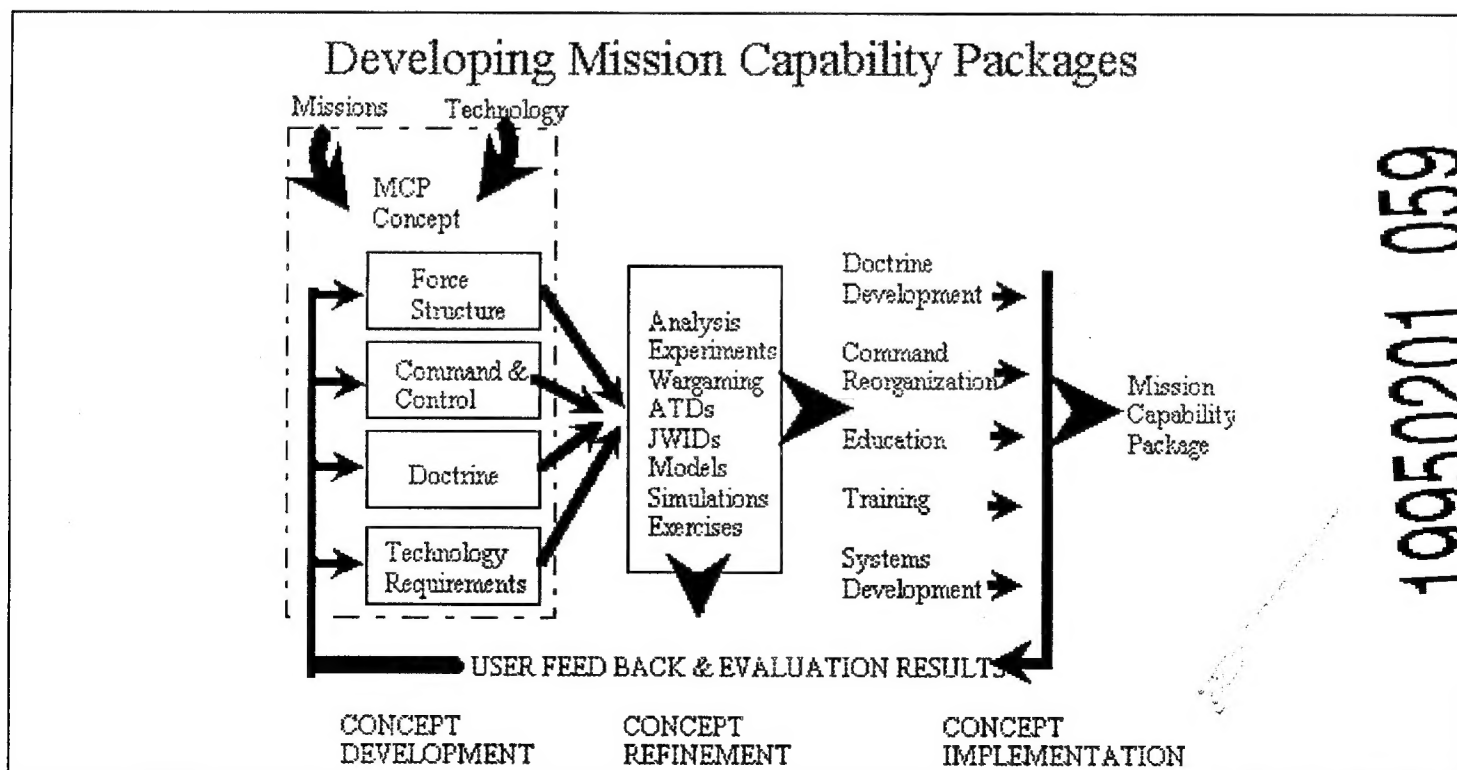 Developing Mission Capability Packages
Missions
Technology
MCP
Concept
Force
Structure
Command &
Control
Doctrine
Technology
Requirements
Analysis
Experiments
Wargaming
ATDs
JWIDs
Models
Simulations
Exercises
Doctrine
Development
Command
Reorganization
Education
Training
Systems
Development
Mission
Capability
Package
USER FEED BACK & EVALUATION RESULTS
CONCEPT
DEVELOPMENT
CONCEPT
REFINEMENT
CONCEPT
IMPLEMENTATION
19950201 059